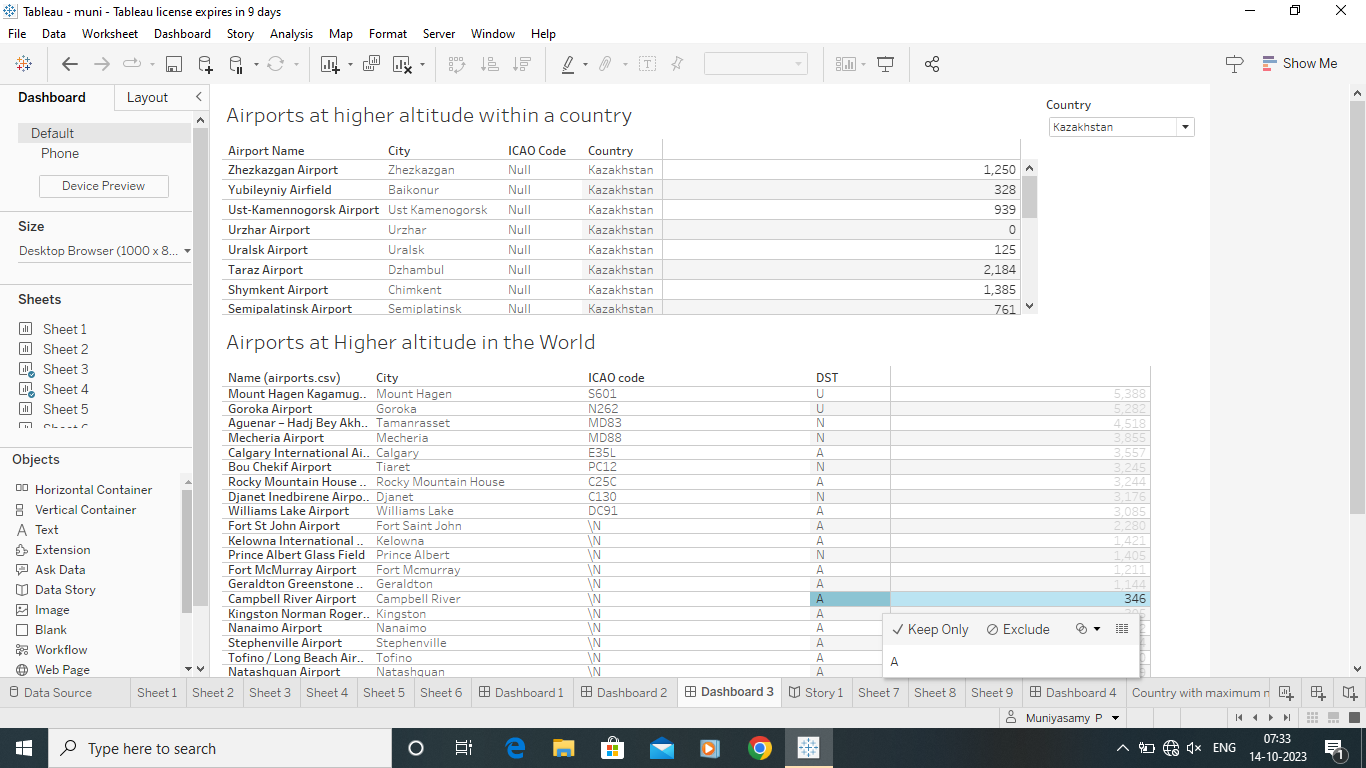 Tableau - muni - Tableau license expires in 9 days
File Data Worksheet Dashboard Story Analysis Map Format Server Window Help
Show Me
Dashboard Layout
Default
Phone
Device Preview
Size
Desktop Browser (1000 x 8...
Sheets
Sheet 1
Sheet 2
Sheet 3
Sheet 4
Sheet 5
Objects
Horizontal Container
Vertical Container
Text
Extension
Ask Data
Data Story
Image
Blank
Workflow
Web Page
Airports at higher altitude within a country
Country
Kazakhstan
Airport Name City ICAO Code Country
Zhezkazgan Airport Zhezkazgan Null Kazakhstan 1,250
Yubileyniy Airfield Baikonur Null Kazakhstan 328
Ust-Kamennogorsk Airport Ust Kamenogorsk Null Kazakhstan 939
Urzhar Airport Urzhar Null Kazakhstan 0
Uralsk Airport Uralsk Null Kazakhstan 125
Taraz Airport Dzhambul Null Kazakhstan 2,184
Shymkent Airport Chimkent Null Kazakhstan 1,385
Semipalatinsk Airport Semiplatinsk Null Kazakhstan 761
Airports at Higher altitude in the World
Name (airports.csv) City ICAO code DST
Mount Hagen Kagamug.. Mount Hagen S601 U 5,388
Goroka Airport Goroka N262 U 5,282
Aguenar – Hadj Bey Akh.. Tamanrasset MD83 N 4,518
Mecheria Airport Mecheria MD88 N 3,855
Calgary International Ai.. Calgary E35L A 3,557
Bou Chekif Airport Tiaret PC12 N 3,245
Rocky Mountain House .. Rocky Mountain House C25C A 3,244
Djanet Inedbirene Airpo.. Djanet C130 N 3,176
Williams Lake Airport Williams Lake DC91 A 3,085
Fort St John Airport Fort Saint John \N A 2,280
Kelowna International .. Kelowna \N A 1,421
Prince Albert Glass Field Prince Albert \N N 1,405
Fort McMurray Airport Fort Mcmurray \N A 1,211
Geraldton Greenstone .. Geraldton \N A 1,144
Campbell River Airport Campbell River \N A 346
Kingston Norman Roger.. Kingston \N A
Nanaimo Airport Nanaimo \N A
Stephenville Airport Stephenville \N A
Tofino / Long Beach Air.. Tofino \N A
Natashquan Airport Natashquan \N A
Keep Only Exclude
A
Data Source Sheet 1 Sheet 2 Sheet 3 Sheet 4 Sheet 5 Sheet 6 Dashboard 1 Dashboard 2 Dashboard 3 Story 1 Sheet 7 Sheet 8 Sheet 9 Dashboard 4 Country with maximum n
Muniyasamy P
Type here to search
ENG
07:33
14-10-2023
1